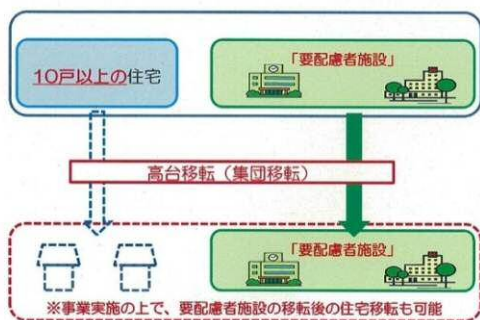 10戸以上の住宅
「要配慮者施設」
高台移転（集団移転）
「要配慮者施設」
※事業実施の上で、要配慮者施設の移転後の住宅移転も可能